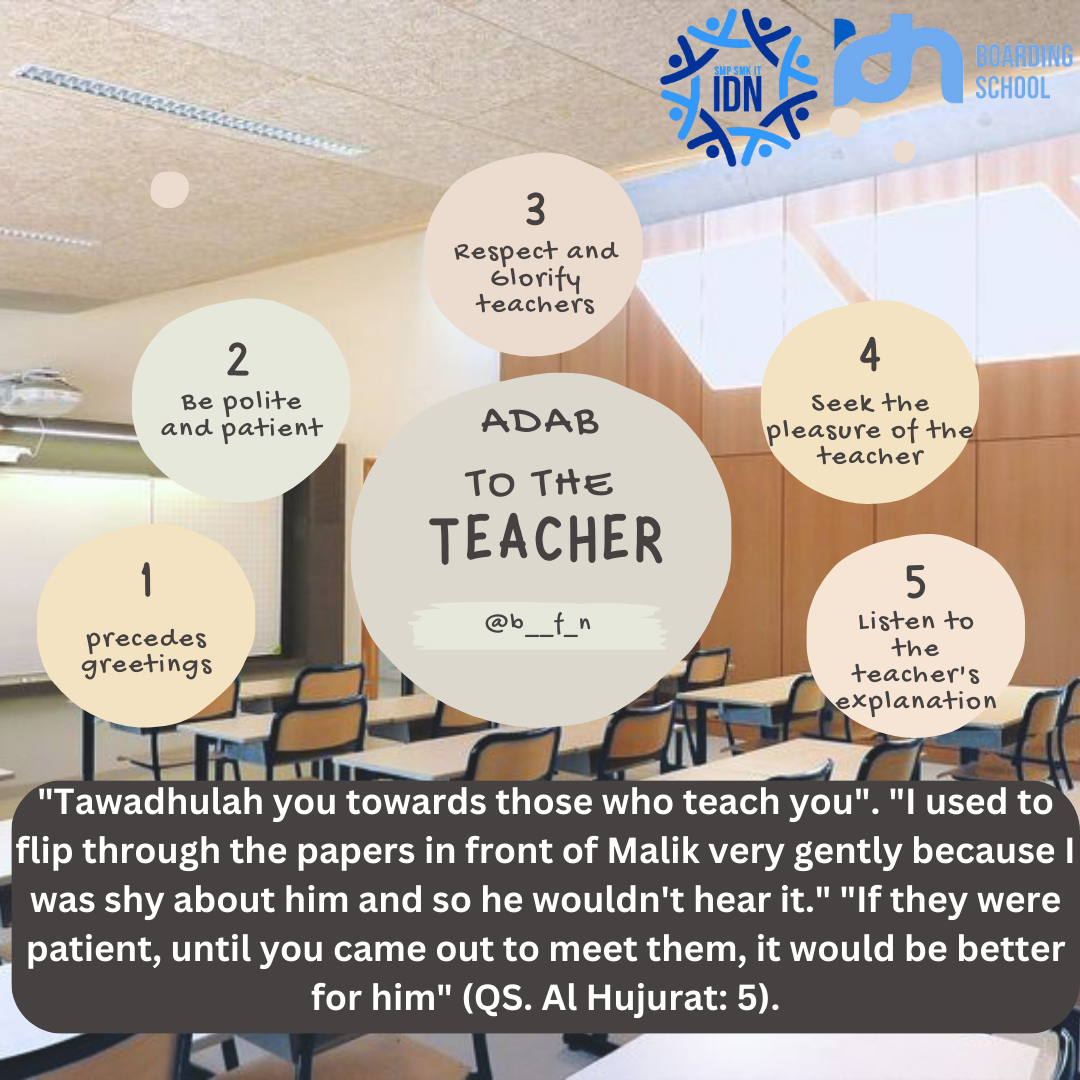 SMP SMK IT
IDN
idn
BOARDING
SCHOOL
3
Respect and
Glorify
teachers
2
Be polite
and patient
4
Seek the
pleasure of the
teacher
ADAB
TO THE
TEACHER
@b__f_n
1
precedes
greetings
5
Listen to
the
teacher's
explanation
"Tawadhulah you towards those who teach you". "I used to
flip through the papers in front of Malik very gently because I
was shy about him and so he wouldn't hear it." "If they were
patient, until you came out to meet them, it would be better
for him" (QS. Al Hujurat: 5).